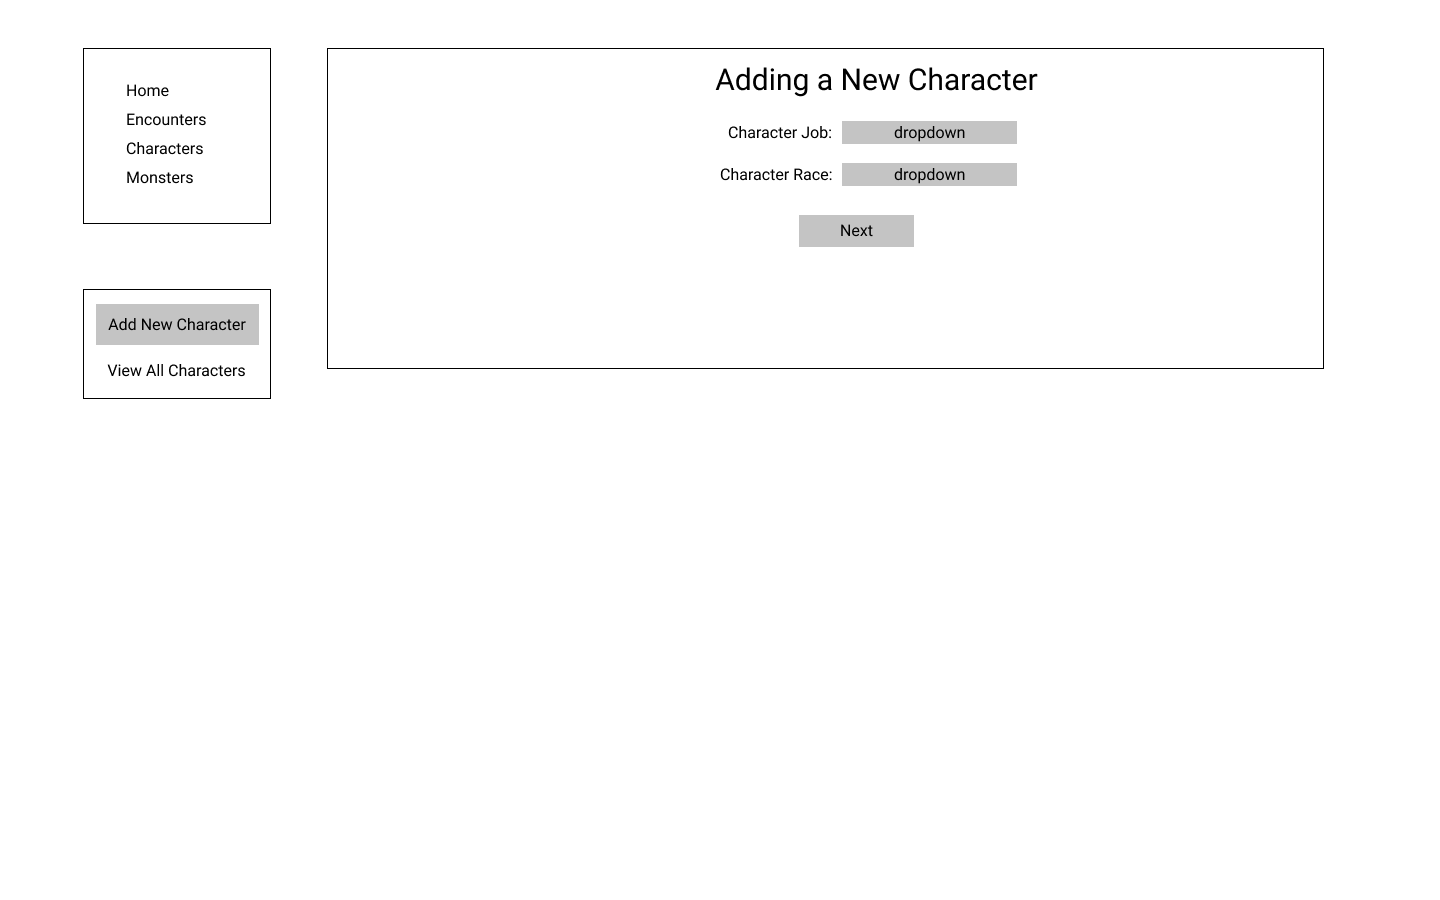 Home
Encounters
Characters
Monsters
Add New Character
View All Characters
Adding a New Character
Character Job: dropdown
Character Race: dropdown
Next